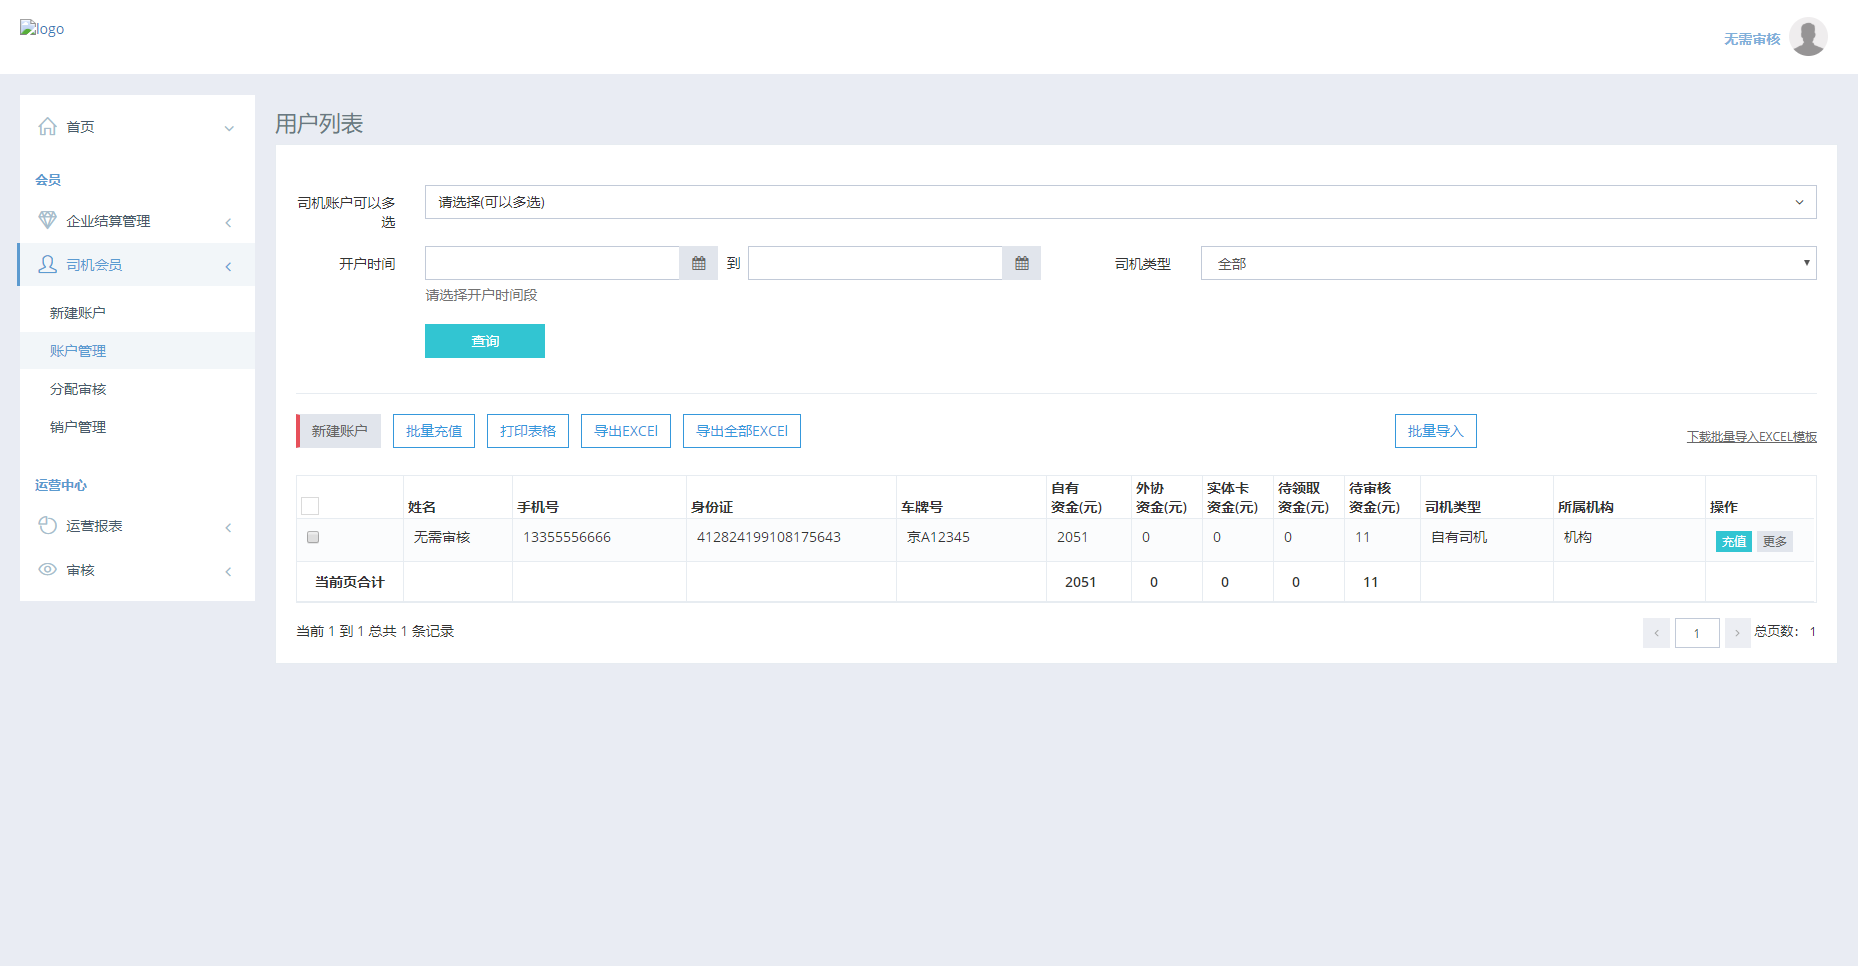 logo
无需审核
首页
会员
企业结算管理
司机会员
新建账户
账户管理
分配审核
销户管理
运营中心
运营报表
审核
用户列表
司机账户可以多
选
请选择(可以多选)
开户时间
到
司机类型
全部
请选择开户时间段
查询
新建账户
批量充值
打印表格
导出EXCEl
导出全部EXCEl
批量导入
下载批量导入EXCEL模板
姓名 手机号 身份证 车牌号 自有 资金(元) 外协 资金(元) 实体卡 资金(元) 待领取 资金(元) 待审核 资金(元) 司机类型 所属机构 操作
无需审核 13355556666 412824199108175643 京A12345 2051 0 0 0 11 自有司机 机构 充值 更多
当前页合计 2051 0 0 0 11
当前 1 到 1 总共 1 条记录
1
总页数: 1